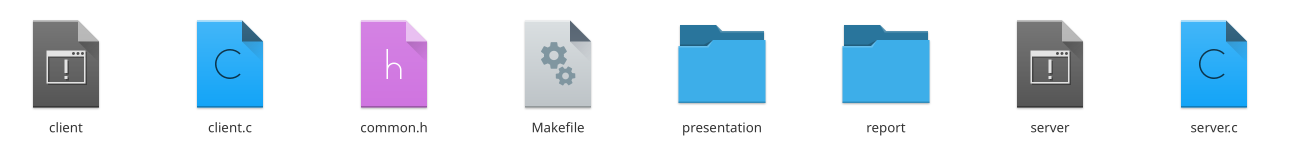 client
client.c
common.h
Makefile
presentation
report
server
server.c